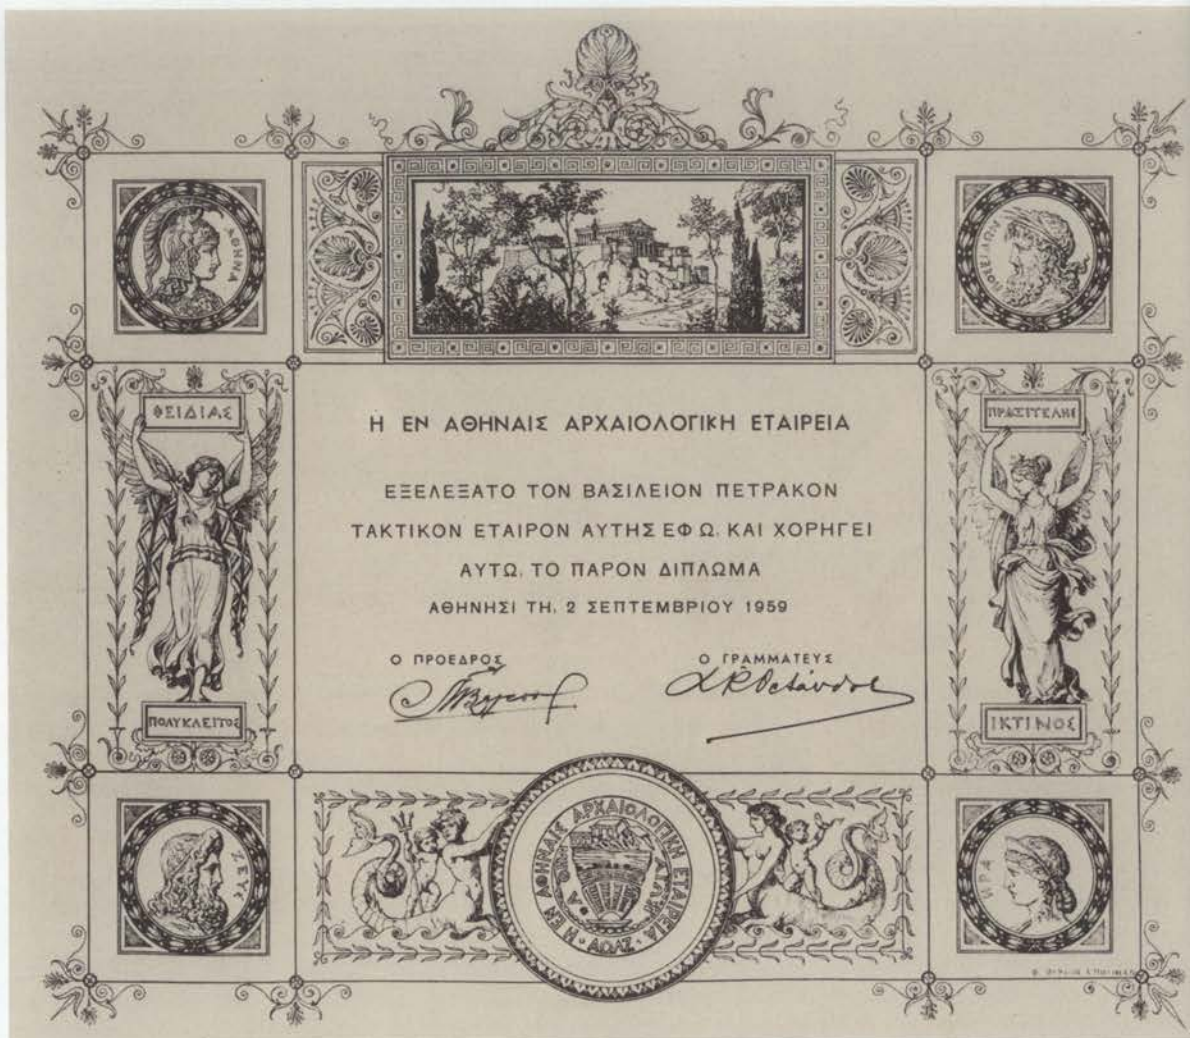 ΑΘΗΝΑ
ΠΟΣΕΙΔΩΝ
ΦΕΙΔΙΑΣ
ΠΡΑΞΙΤΕΛΗΣ
Η ΕΝ ΑΘΗΝΑΙΣ ΑΡΧΑΙΟΛΟΓΙΚΗ ΕΤΑΙΡΕΙΑ
ΕΞΕΛΕΞΑΤΟ ΤΟΝ ΒΑΣΙΛΕΙΟΝ ΠΕΤΡΑΚΟΝ
ΤΑΚΤΙΚΟΝ ΕΤΑΙΡΟΝ ΑΥΤΗΣ ΕΦ Ω, ΚΑΙ ΧΟΡΗΓΕΙ
ΑΥΤΩ, ΤΟ ΠΑΡΟΝ ΔΙΠΛΩΜΑ
ΑΘΗΝΗΣΙ ΤΗ, 2 ΣΕΠΤΕΜΒΡΙΟΥ 1959
Ο ΠΡΟΕΔΡΟΣ
Ο ΓΡΑΜΜΑΤΕΥΣ
ΠΟΛΥΚΛΕΙΤΟΣ
ΙΚΤΙΝΟΣ
ΖΕΥΣ
Η ΕΝ ΑΘΗΝΑΙΣ ΑΡΧΑΙΟΛΟΓΙΚΗ ΕΤΑΙΡΕΙΑ
ΑΩΛΖ
ΗΡΑ